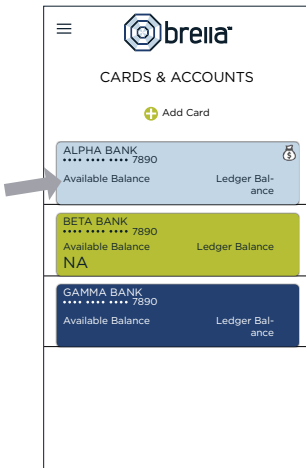 brella
CARDS & ACCOUNTS
Add Card
ALPHA BANK
•••• •••• •••• 7890
Available Balance Ledger Bal-
ance
BETA BANK
•••• •••• •••• 7890
Available Balance Ledger Balance
NA
GAMMA BANK
•••• •••• •••• 7890
Available Balance Ledger Bal-
ance